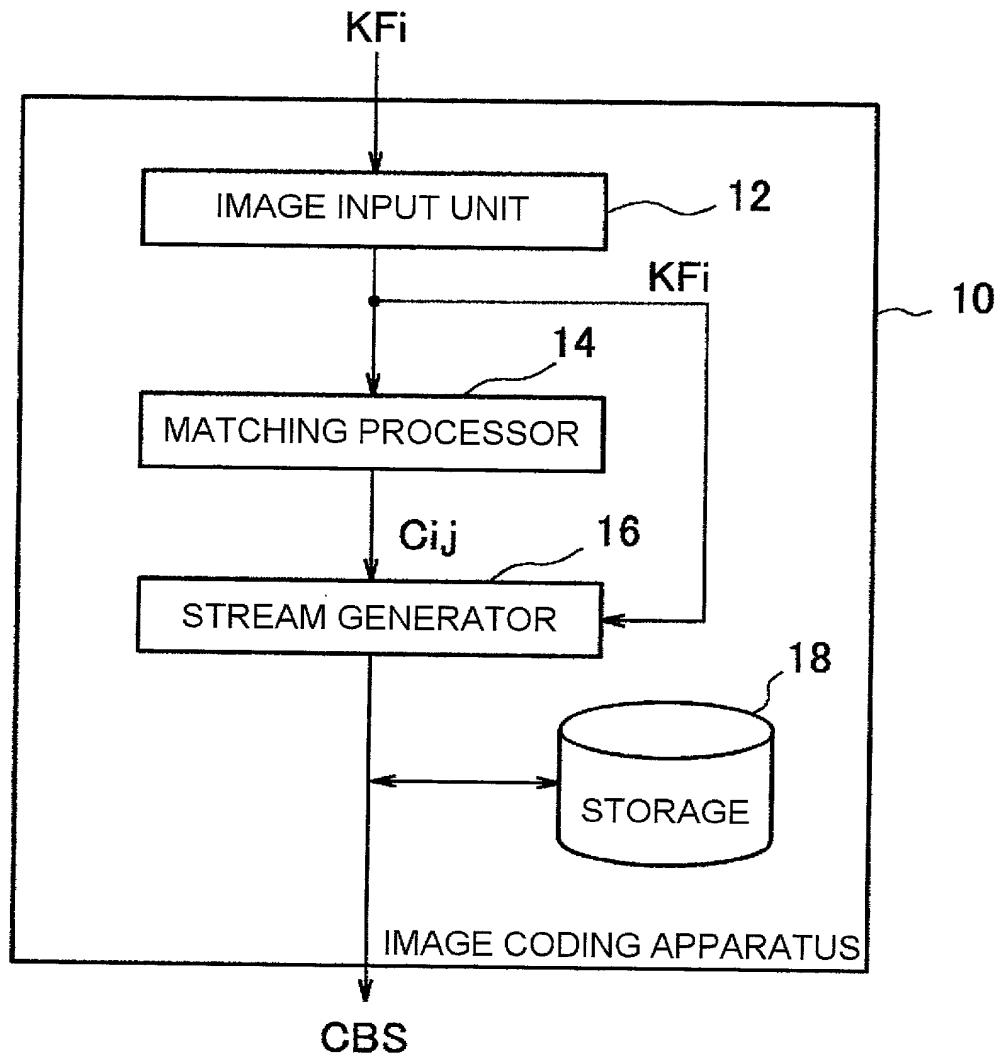 KFi
IMAGE INPUT UNIT
12
KFi
10
14
MATCHING PROCESSOR
Ci,j
16
STREAM GENERATOR
18
STORAGE
IMAGE CODING APPARATUS
CBS